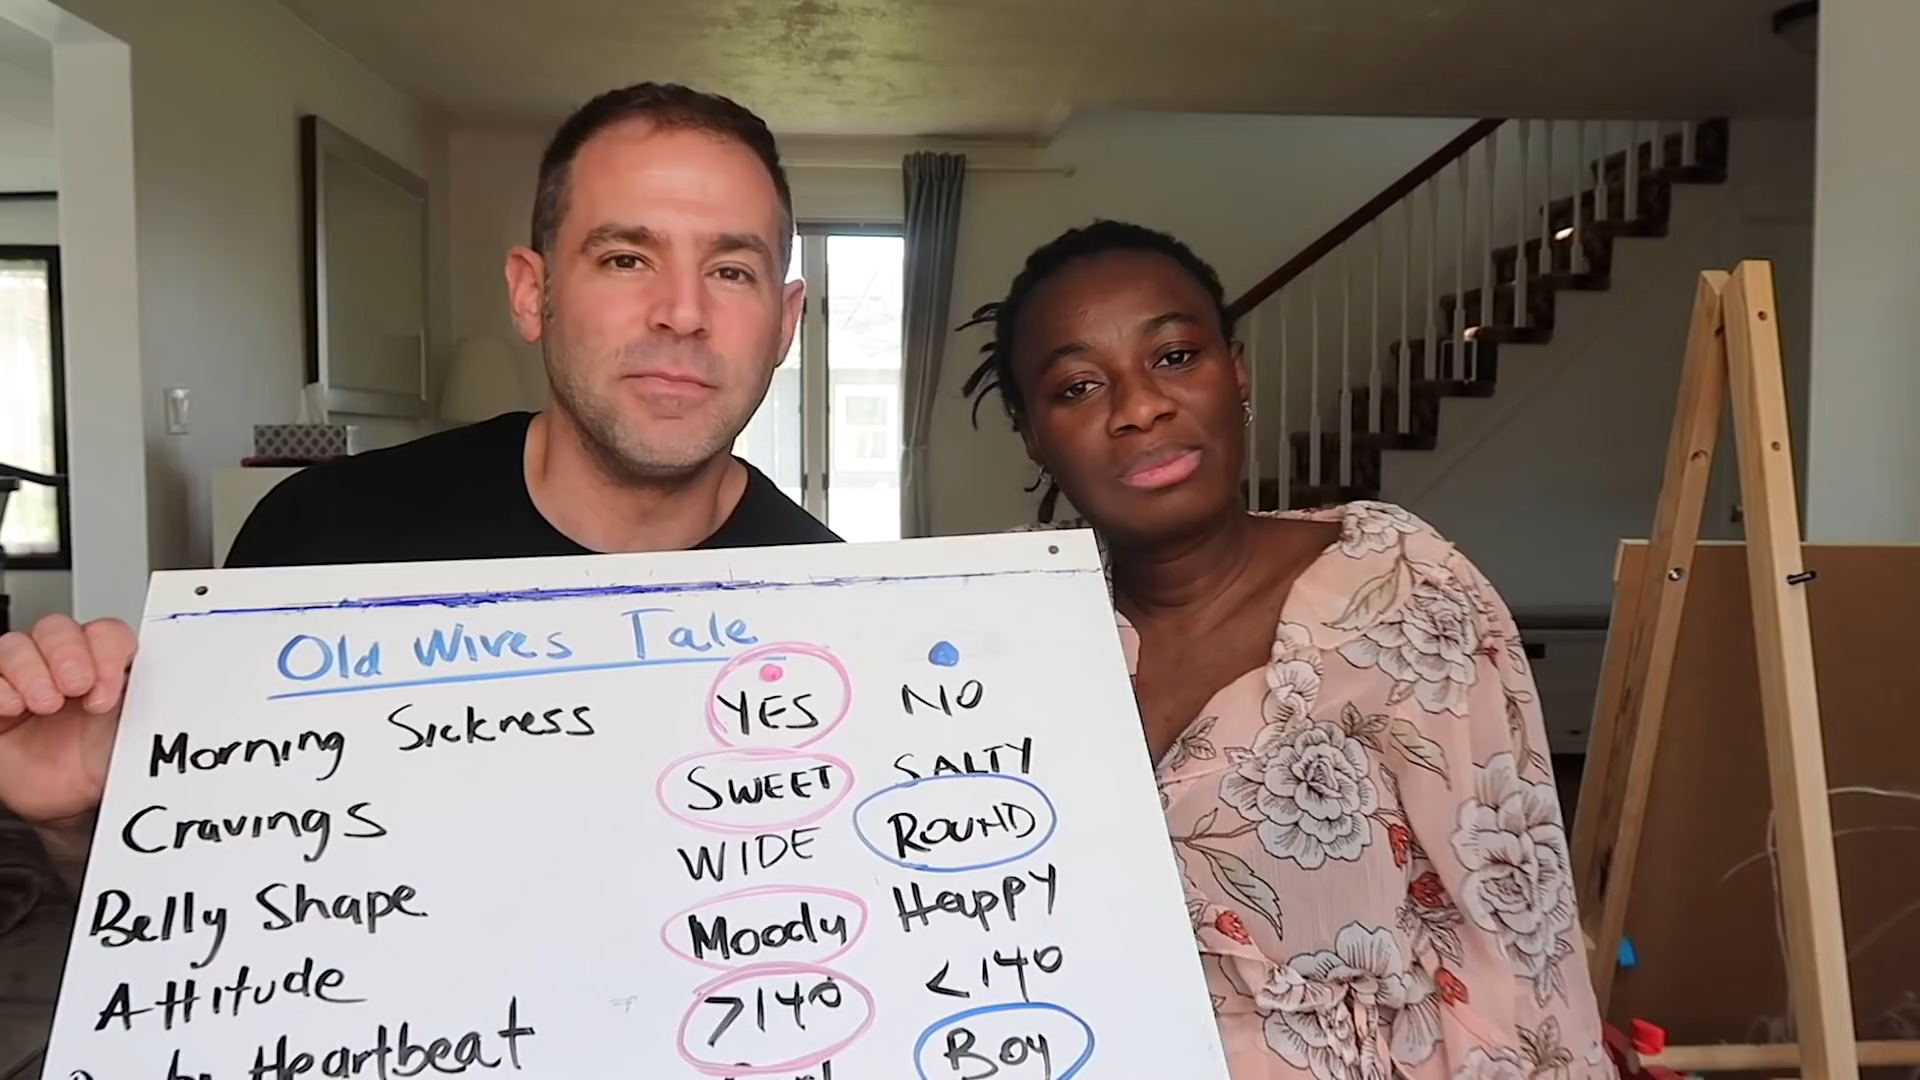 Old Wives Tale
Morning Sickness YES NO
Cravings SWEET SALTY
Belly Shape WIDE ROUND
Attitude Moody Happy
Heartbeat >140 <140
Boy